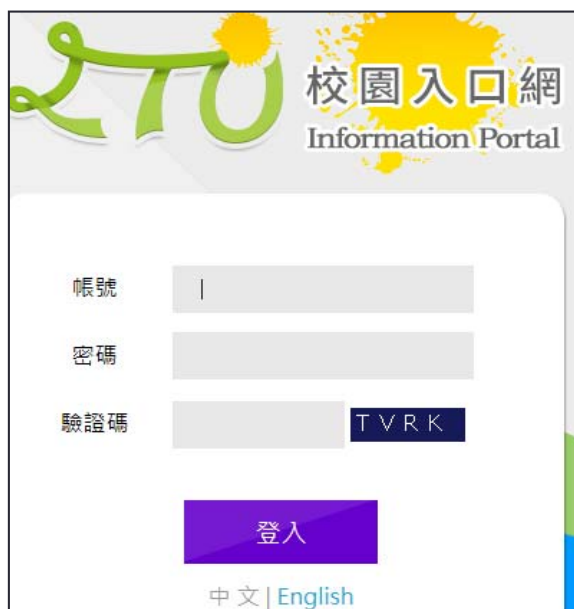 LTU
校園入口網
Information Portal
帳號
密碼
驗證碼 TVRK
登入
中文 | English